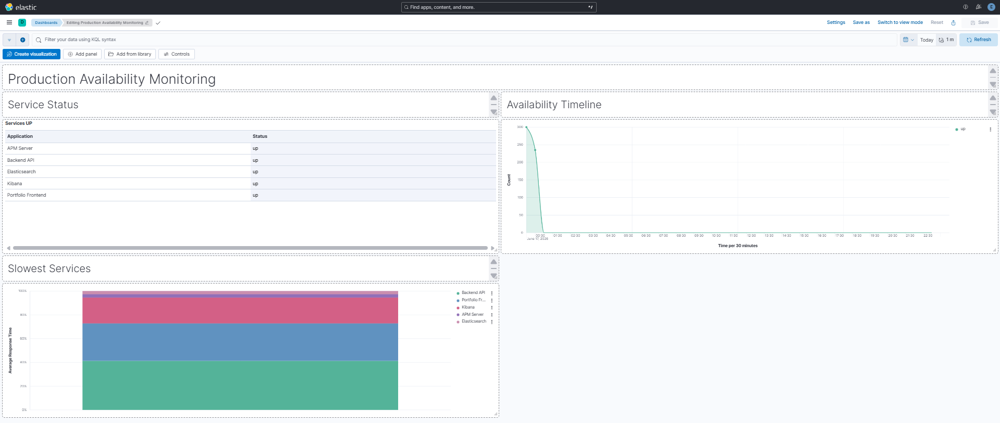 elastic
Find apps, content, and more.
^/
E
D
Dashboards
Editing Production Availability Monitoring
Settings
Save as
Switch to view mode
Reset
Save
Filter your data using KQL syntax
Today
1 m
Refresh
Create visualization
Add panel
Add from library
Controls
Production Availability Monitoring
Service Status
Services UP
Application Status
APM Server up
Backend API up
Elasticsearch up
Kibana up
Portfolio Frontend up
Availability Timeline
300
250
200
150
100
50
0
Count
up
00:30 01:30 02:30 03:30 04:30 05:30 06:30 07:30 08:30 09:30 10:30 11:30 12:30 13:30 14:30 15:30 16:30 17:30 18:30 19:30 20:30 21:30 22:30
June 17, 2026
Time per 30 minutes
Slowest Services
100%
80%
60%
40%
20%
0%
Average Response Time
Backend API
Portfolio Fr...
Kibana
APM Server
Elasticsearch